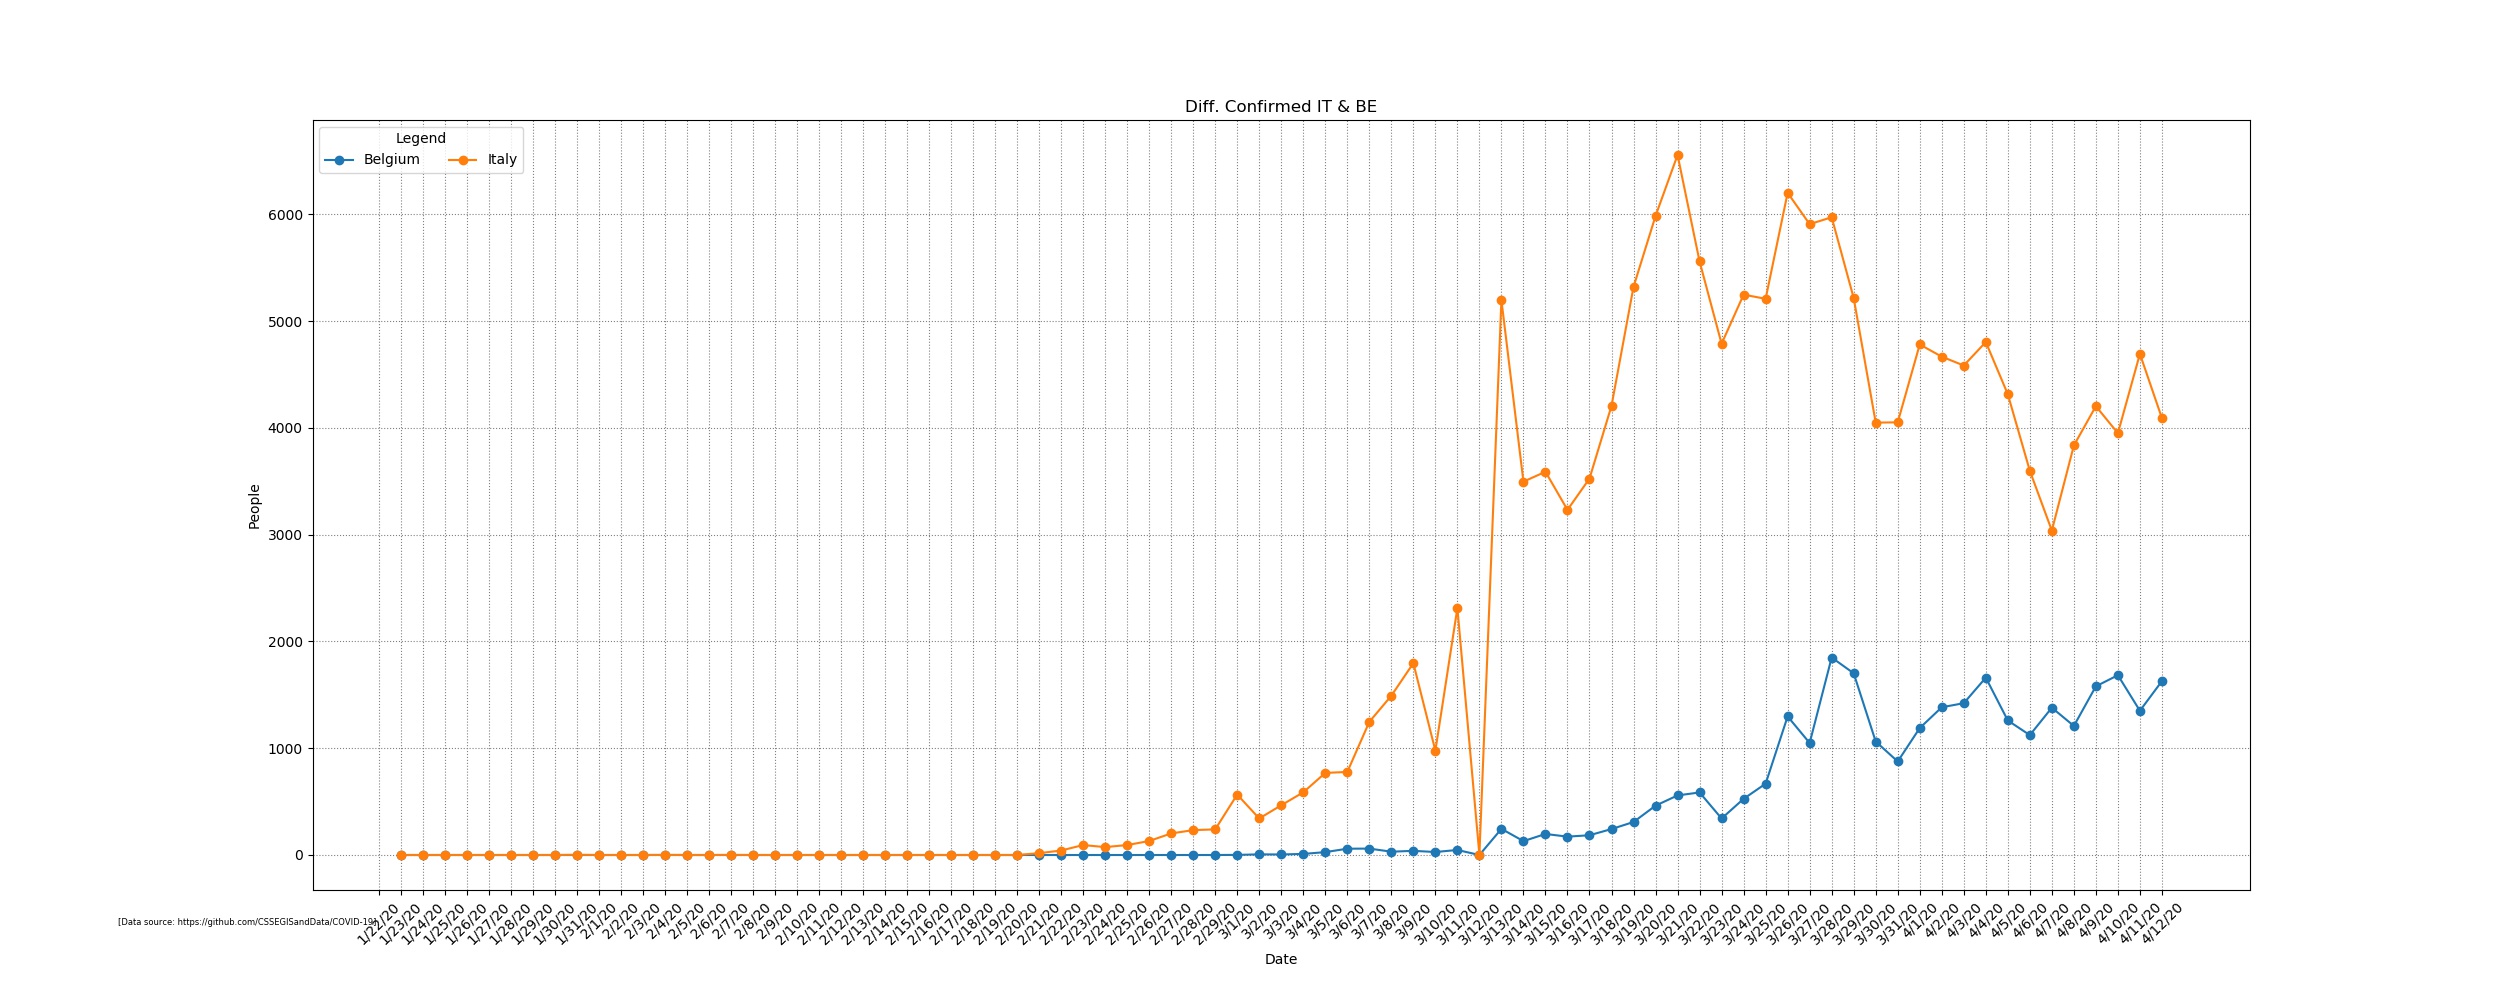 Diff. Confirmed IT & BE
Legend
Belgium Italy
6000
5000
4000
3000
2000
1000
0
People
1/22/20 1/23/20 1/24/20 1/25/20 1/26/20 1/27/20 1/28/20 1/29/20 1/30/20 1/31/20 2/1/20 2/2/20 2/3/20 2/4/20 2/5/20 2/6/20 2/7/20 2/8/20 2/9/20 2/10/20 2/11/20 2/12/20 2/13/20 2/14/20 2/15/20 2/16/20 2/17/20 2/18/20 2/19/20 2/20/20 2/21/20 2/22/20 2/23/20 2/24/20 2/25/20 2/26/20 2/27/20 2/28/20 2/29/20 3/1/20 3/2/20 3/3/20 3/4/20 3/5/20 3/6/20 3/7/20 3/8/20 3/9/20 3/10/20 3/11/20 3/12/20 3/13/20 3/14/20 3/15/20 3/16/20 3/17/20 3/18/20 3/19/20 3/20/20 3/21/20 3/22/20 3/23/20 3/24/20 3/25/20 3/26/20 3/27/20 3/28/20 3/29/20 3/30/20 3/31/20 4/1/20 4/2/20 4/3/20 4/4/20 4/5/20 4/6/20 4/7/20 4/8/20 4/9/20 4/10/20 4/11/20 4/12/20
[Data source: https://github.com/CSSEGISandData/COVID-19]
Date